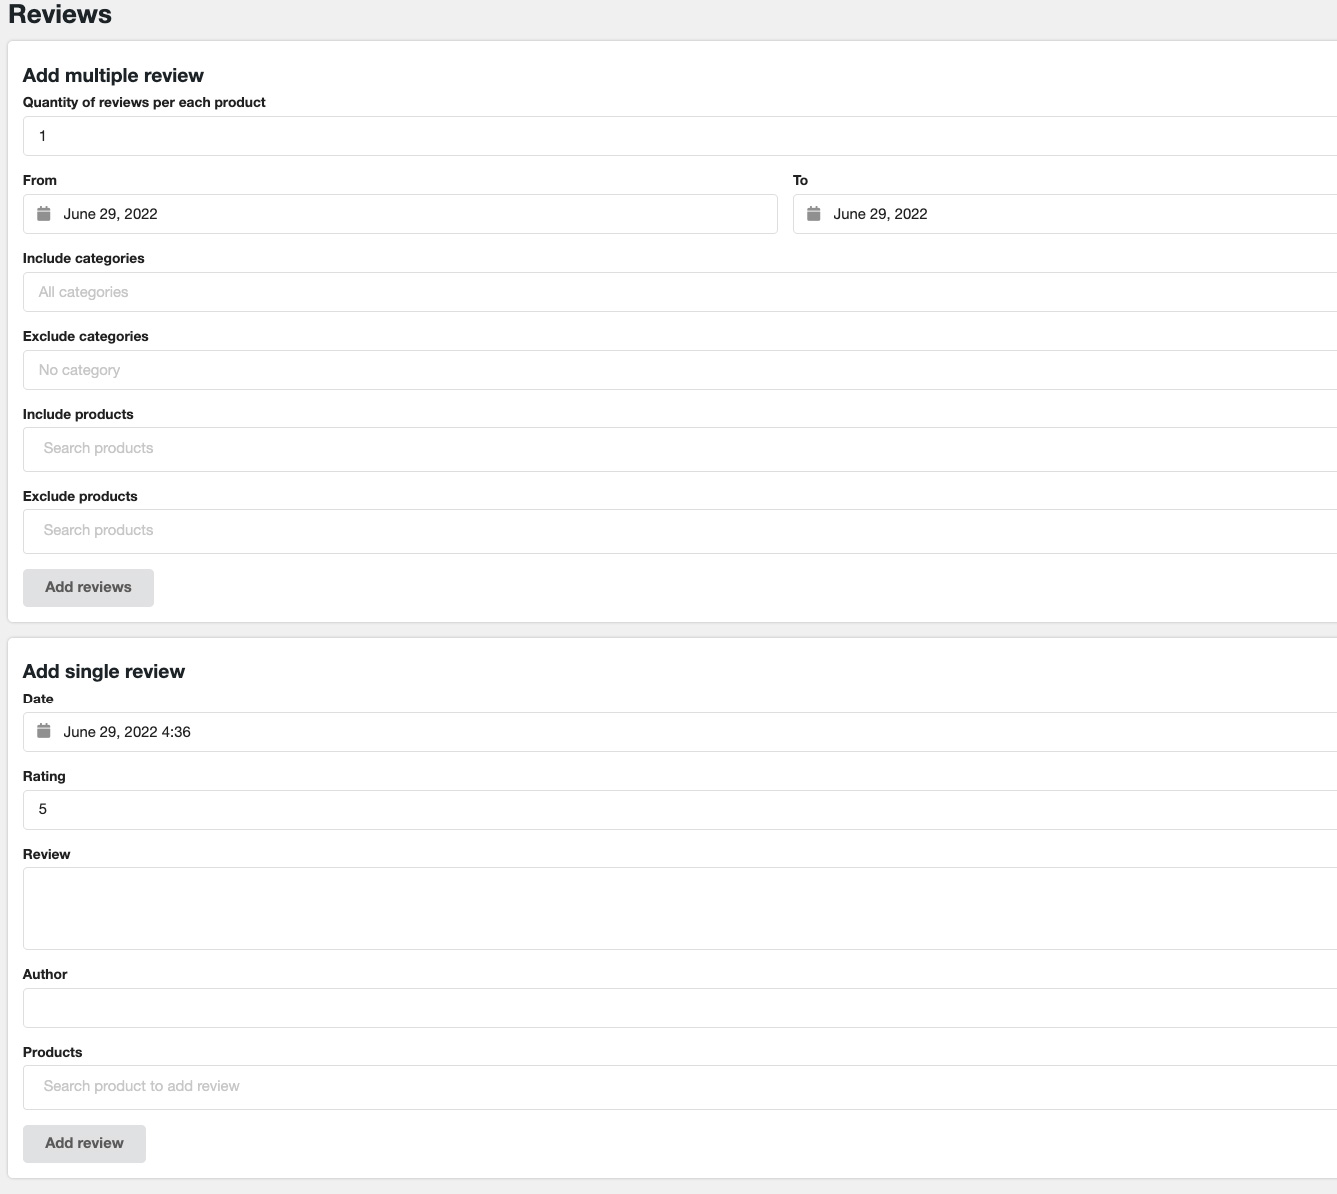 Reviews
Add multiple review
Quantity of reviews per each product
1
From
To
June 29, 2022
June 29, 2022
Include categories
All categories
Exclude categories
No category
Include products
Search products
Exclude products
Search products
Add reviews
Add single review
Date
June 29, 2022 4:36
Rating
5
Review
Author
Products
Search product to add review
Add review